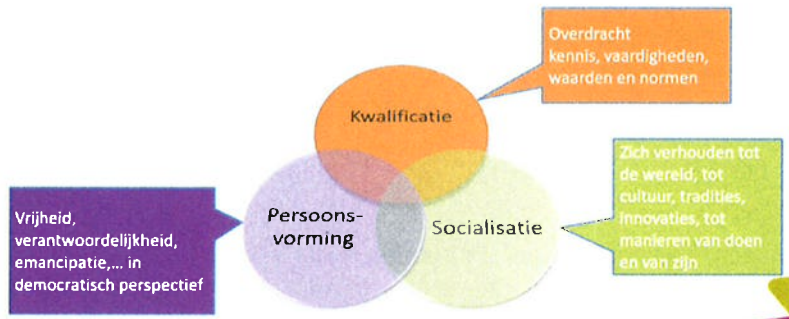 Overdracht
kennis, vaardigheden,
waarden en normen
Kwalificatie
Zich verhouden tot
de wereld, tot
cultuur, tradities,
innovaties, tot
manieren van doen
en van zijn
Persoons-
vorming
Socialisatie
Vrijheid,
verantwoordelijkheid,
emancipatie,... in
democratisch perspectief